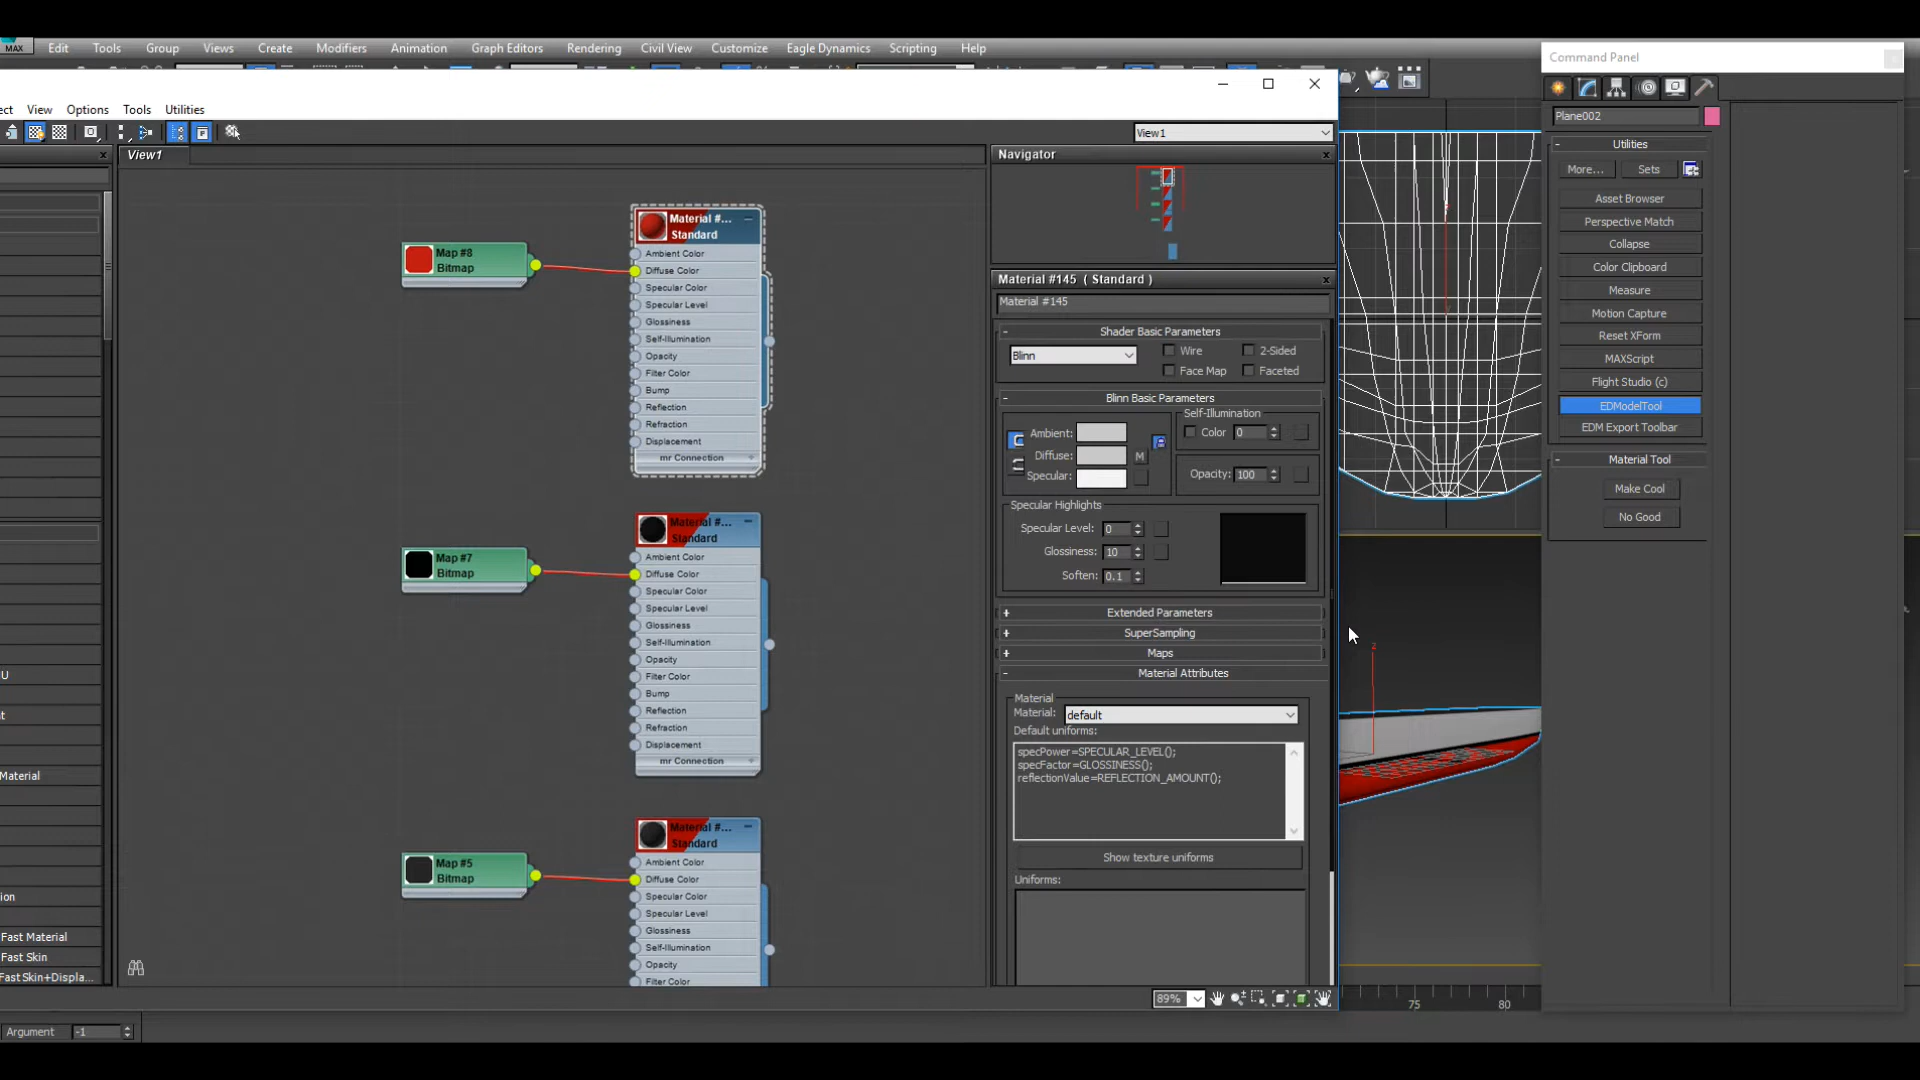 MAX
Edit Tools Group Views Create Modifiers Animation Graph Editors Rendering Civil View Customize Eagle Dynamics Scripting Help
ect View Options Tools Utilities
View1
View1
U
t
Material
ion
Fast Material
Fast Skin
Fast Skin+Displa...
Map #8
Bitmap
Material #...
Standard
Ambient Color
Diffuse Color
Specular Color
Specular Level
Glossiness
Self-Illumination
Opacity
Filter Color
Bump
Reflection
Refraction
Displacement
mr Connection
Map #7
Bitmap
Material #...
Standard
Ambient Color
Diffuse Color
Specular Color
Specular Level
Glossiness
Self-Illumination
Opacity
Filter Color
Bump
Reflection
Refraction
Displacement
mr Connection
Map #5
Bitmap
Material #...
Standard
Ambient Color
Diffuse Color
Specular Color
Specular Level
Glossiness
Self-Illumination
Opacity
Filter Color
Navigator
Material #145 ( Standard )
Material #145
Shader Basic Parameters
Blinn
Wire
2-Sided
Face Map
Faceted
Blinn Basic Parameters
Self-Illumination
Ambient:
Color 0
Diffuse: M
Specular:
Opacity: 100
Specular Highlights
Specular Level: 0
Glossiness: 10
Soften: 0.1
Extended Parameters
SuperSampling
Maps
Material Attributes
Material
Material: default
Default uniforms:
specPower=SPECULAR_LEVEL();
specFactor=GLOSSINESS();
reflectionValue=REFLECTION_AMOUNT();
Show texture uniforms
Uniforms:
89%
Argument -1
75 80
z
Command Panel
Plane002
Utilities
More... Sets
Asset Browser
Perspective Match
Collapse
Color Clipboard
Measure
Motion Capture
Reset XForm
MAXScript
Flight Studio (c)
EDModelTool
EDM Export Toolbar
Material Tool
Make Cool
No Good